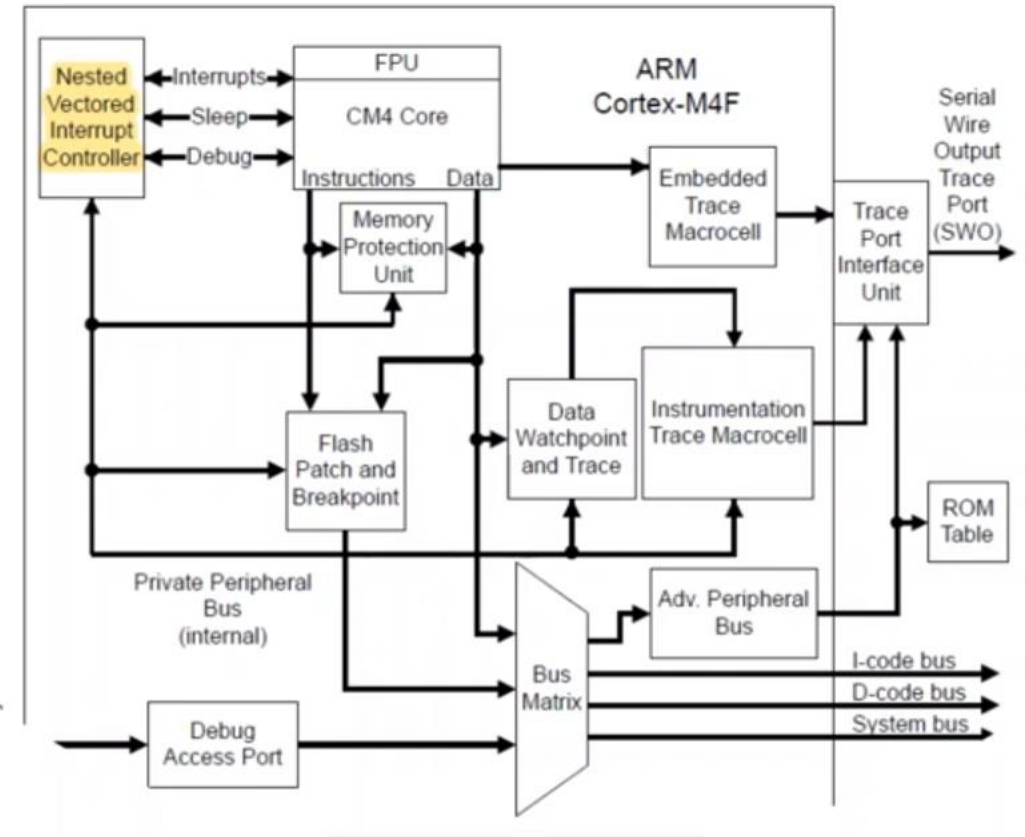 Nested
Vectored
Interrupt
Controller
Interrupts
Sleep
Debug
FPU
CM4 Core
Instructions Data
ARM
Cortex-M4F
Serial
Wire
Output
Trace
Port
(SWO)
Embedded
Trace
Macrocell
Trace
Port
Interface
Unit
Memory
Protection
Unit
Flash
Patch and
Breakpoint
Data
Watchpoint
and Trace
Instrumentation
Trace Macrocell
ROM
Table
Private Peripheral
Bus
(internal)
Adv. Peripheral
Bus
Bus
Matrix
I-code bus
D-code bus
System bus
Debug
Access Port